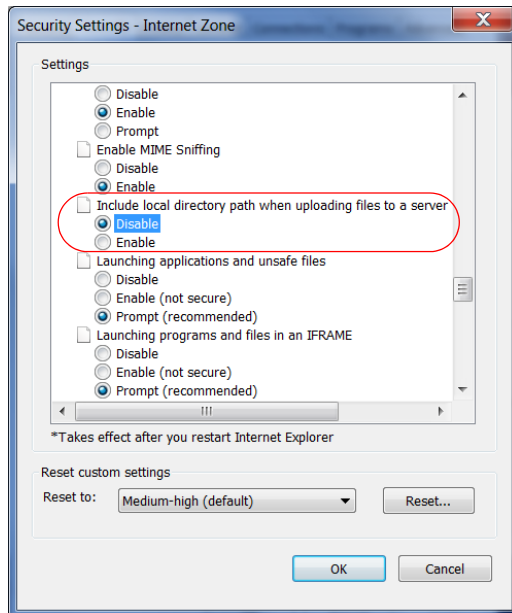 Security Settings - Internet Zone
Settings
Disable
Enable
Prompt
Enable MIME Sniffing
Disable
Enable
Include local directory path when uploading files to a server
Disable
Enable
Launching applications and unsafe files
Disable
Enable (not secure)
Prompt (recommended)
Launching programs and files in an IFRAME
Disable
Enable (not secure)
Prompt (recommended)
*Takes effect after you restart Internet Explorer
Reset custom settings
Reset to:
Medium-high (default)
Reset...
OK
Cancel